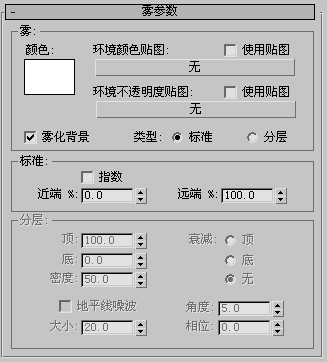 - 雾参数
雾:
颜色: 环境颜色贴图: 使用贴图
无
环境不透明度贴图: 使用贴图
无
雾化背景 类型: 标准 分层
标准:
指数
近端 %: 0.0 远端 %: 100.0
分层:
顶: 100.0 衰减: 顶
底: 0.0 底
密度: 50.0 无
地平线噪波 角度: 5.0
大小: 20.0 相位: 0.0